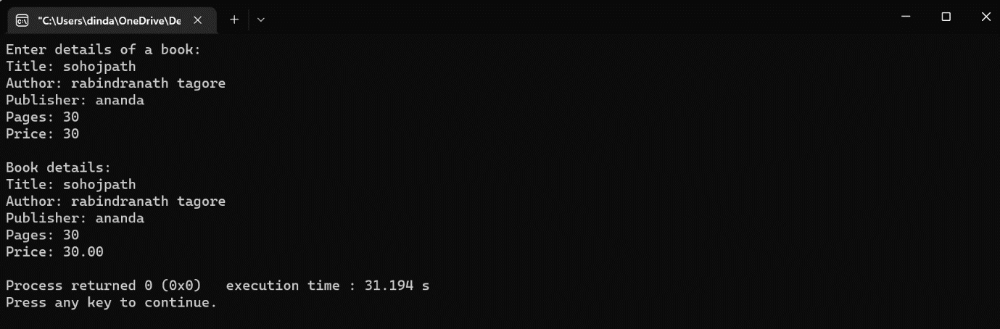 "C:\Users\dinda\OneDrive\De
Enter details of a book:
Title: sohojpath
Author: rabindranath tagore
Publisher: ananda
Pages: 30
Price: 30

Book details:
Title: sohojpath
Author: rabindranath tagore
Publisher: ananda
Pages: 30
Price: 30.00

Process returned 0 (0x0)   execution time : 31.194 s
Press any key to continue.